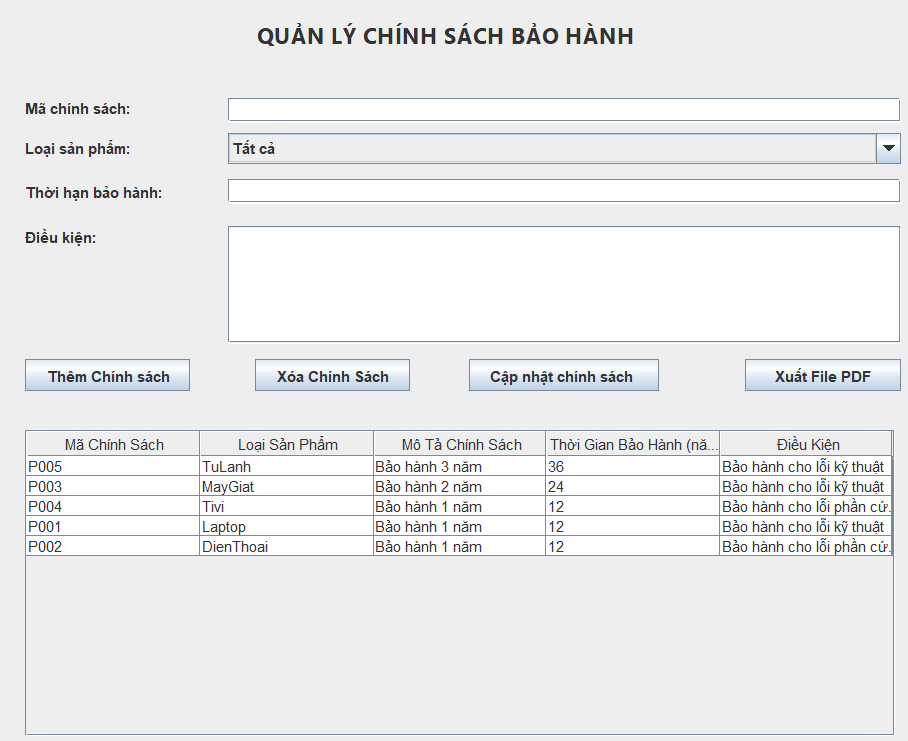 QUẢN LÝ CHÍNH SÁCH BẢO HÀNH
Mã chính sách:
Loại sản phẩm: Tất cả
Thời hạn bảo hành:
Điều kiện:
Thêm Chính sách Xóa Chính Sách Cập nhật chính sách Xuất File PDF
Mã Chính Sách Loại Sản Phẩm Mô Tả Chính Sách Thời Gian Bảo Hành (nă... Điều Kiện
P005 TuLanh Bảo hành 3 năm 36 Bảo hành cho lỗi kỹ thuật
P003 MayGiat Bảo hành 2 năm 24 Bảo hành cho lỗi kỹ thuật
P004 Tivi Bảo hành 1 năm 12 Bảo hành cho lỗi phần cứ.
P001 Laptop Bảo hành 1 năm 12 Bảo hành cho lỗi kỹ thuật
P002 DienThoai Bảo hành 1 năm 12 Bảo hành cho lỗi phần cứ.